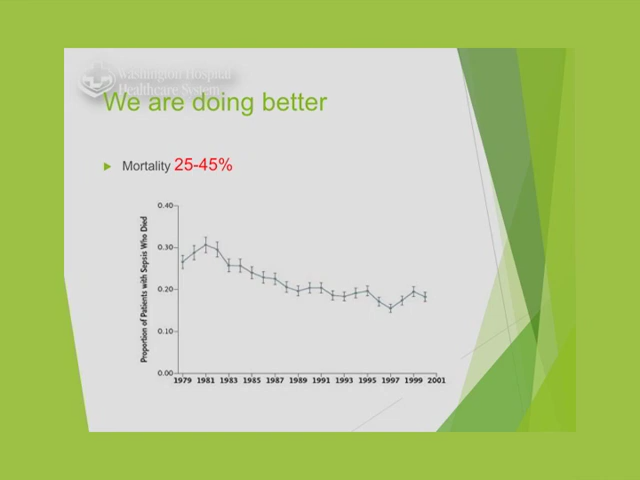 Washington Hospital
Healthcare System
We are doing better
Mortality 25-45%
Proportion of Patients with Sepsis Who Died
0.40
0.30
0.20
0.10
0.00
1979 1981 1983 1985 1987 1989 1991 1993 1995 1997 1999 2001